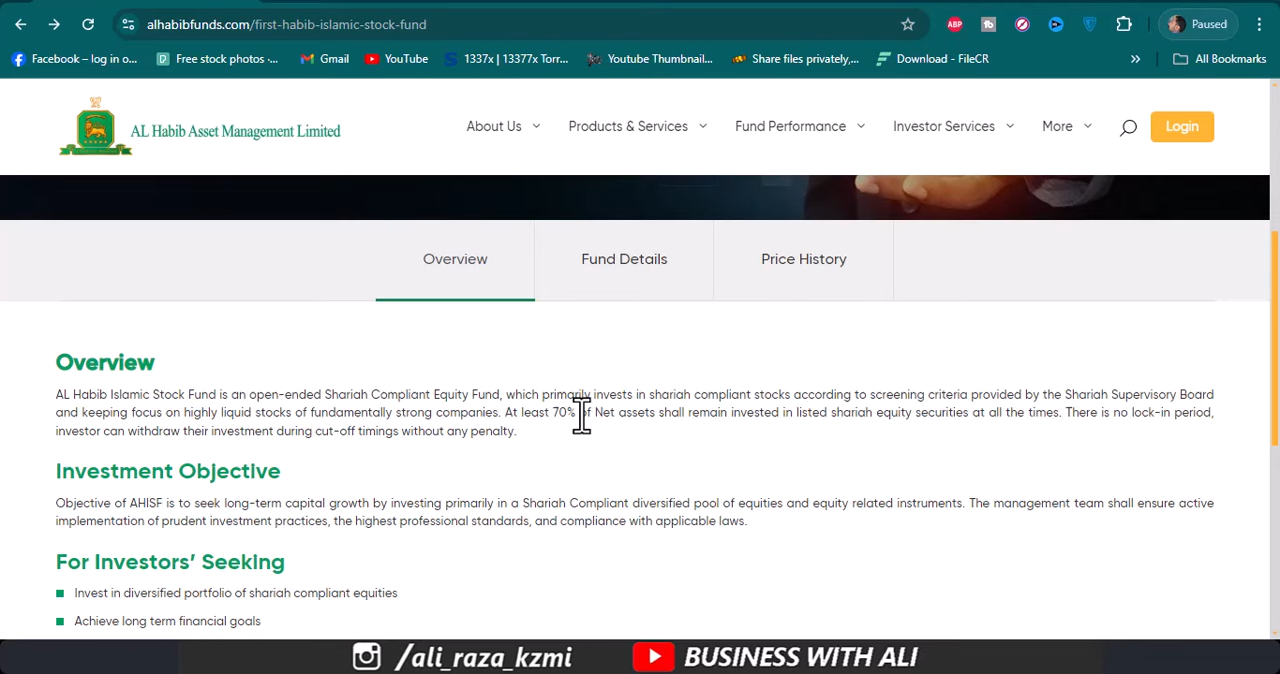 alhabibfunds.com/first-habib-islamic-stock-fund
ABP
Paused
Facebook – log in o...
Free stock photos ·...
Gmail
YouTube
1337x | 13377x Torr...
Youtube Thumbnail...
Share files privately,...
Download - FileCR
»
All Bookmarks
AL Habib Asset Management Limited
About Us
Products & Services
Fund Performance
Investor Services
More
Login
Overview
Fund Details
Price History
Overview
AL Habib Islamic Stock Fund is an open-ended Shariah Compliant Equity Fund, which primarily invests in shariah compliant stocks according to screening criteria provided by the Shariah Supervisory Board
and keeping focus on highly liquid stocks of fundamentally strong companies. At least 70% of Net assets shall remain invested in listed shariah equity securities at all the times. There is no lock-in period,
investor can withdraw their investment during cut-off timings without any penalty.
Investment Objective
Objective of AHISF is to seek long-term capital growth by investing primarily in a Shariah Compliant diversified pool of equities and equity related instruments. The management team shall ensure active
implementation of prudent investment practices, the highest professional standards, and compliance with applicable laws.
For Investors’ Seeking
Invest in diversified portfolio of shariah compliant equities
Achieve long term financial goals
/ali_raza_kzmi
BUSINESS WITH ALI